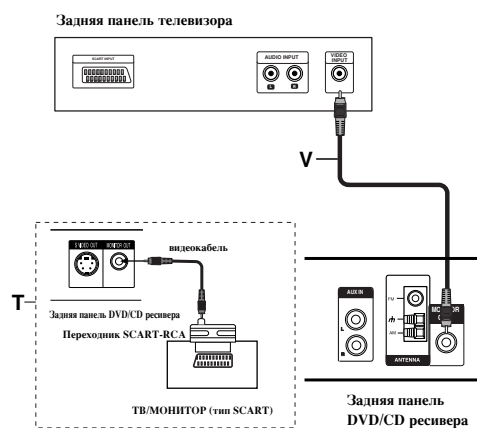 Задняя панель телевизора
SCART INPUT
AUDIO INPUT
L
R
VIDEO
INPUT
V
S-VIDEO OUT
MONITOR OUT
видеокабель
T
Задняя панель DVD/CD ресивера
Переходник SCART-RCA
ТВ/МОНИТОР (тип SCART)
AUX IN
L
R
FM
AM
ANTENNA
Задняя панель
DVD/CD ресивера